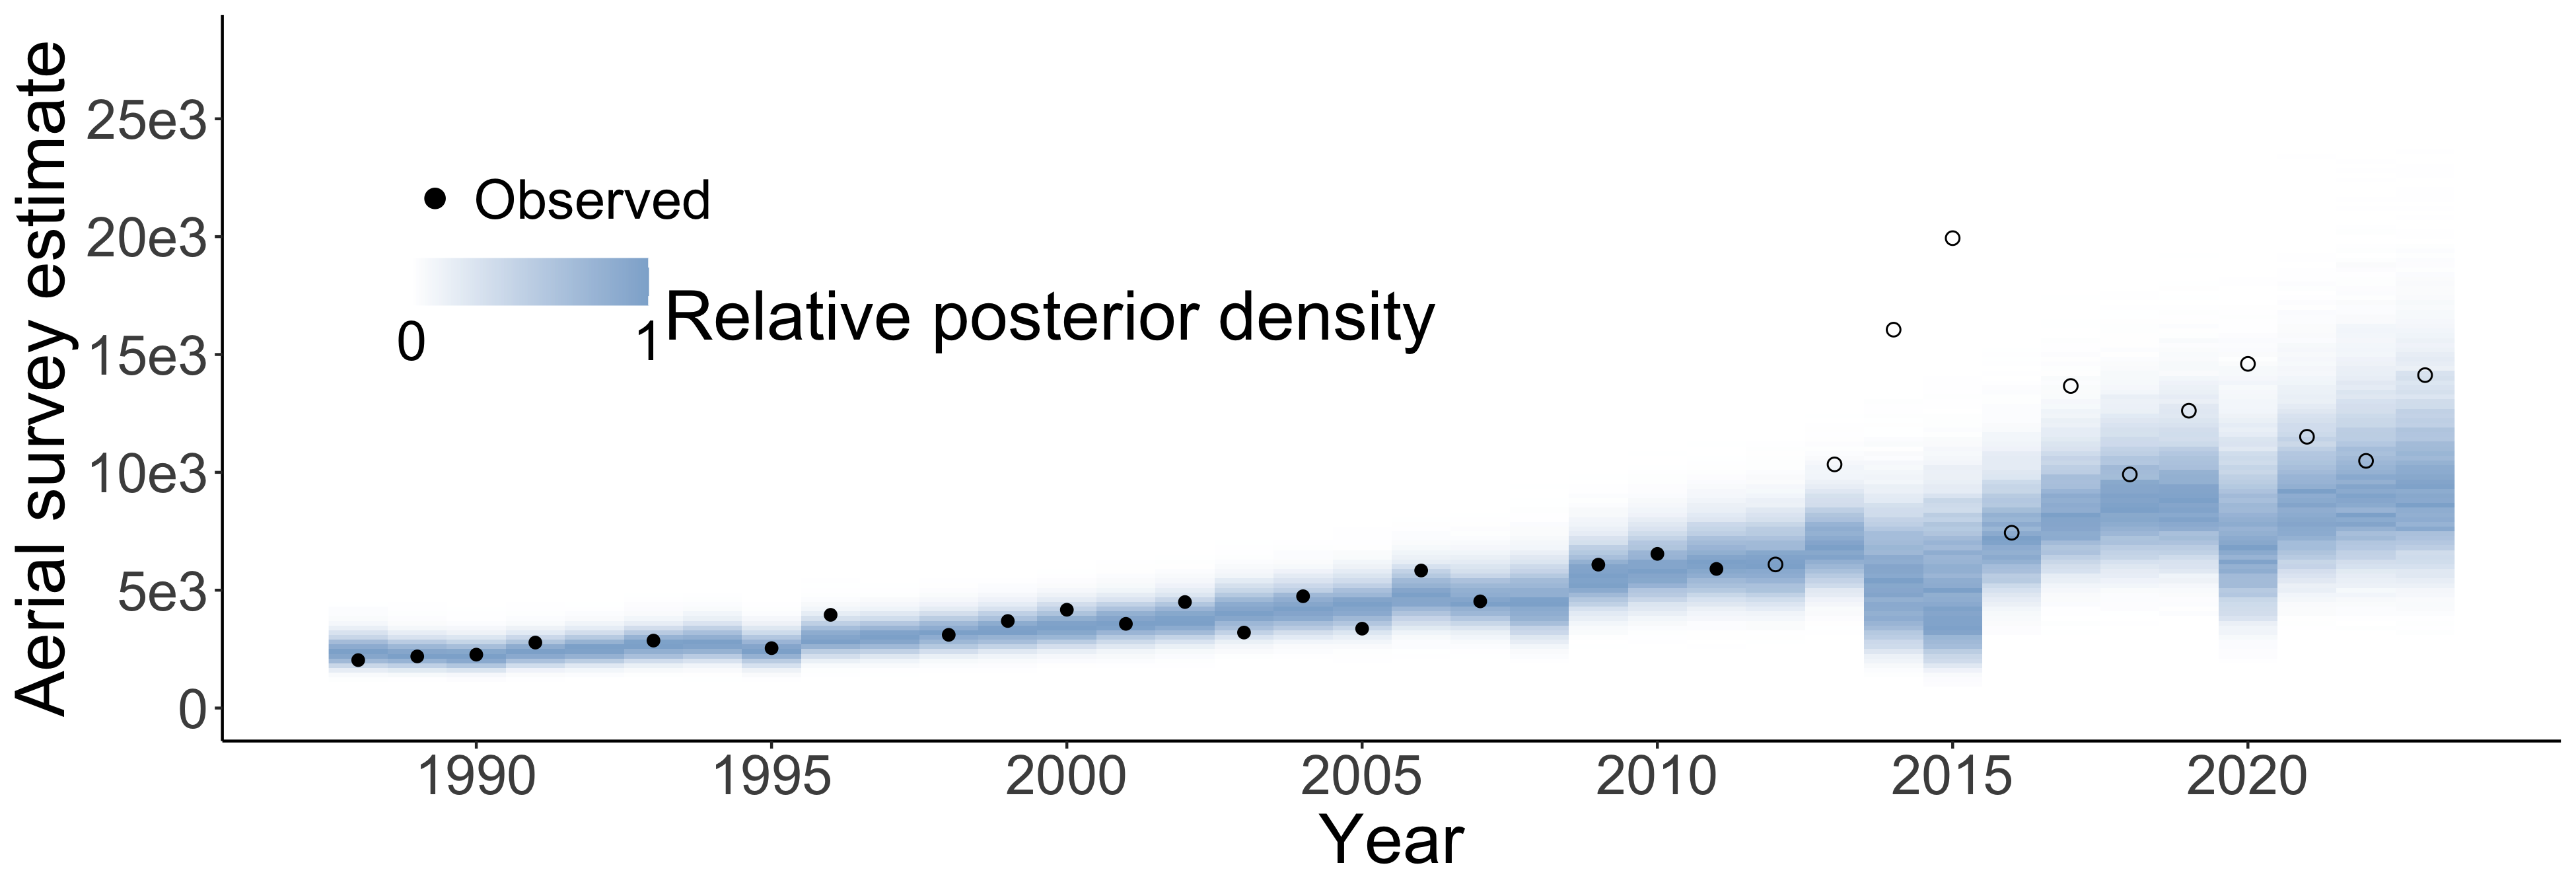 Aerial survey estimate
25e3
20e3
15e3
10e3
5e3
0
Observed
0 1
Relative posterior density
1990 1995 2000 2005 2010 2015 2020
Year